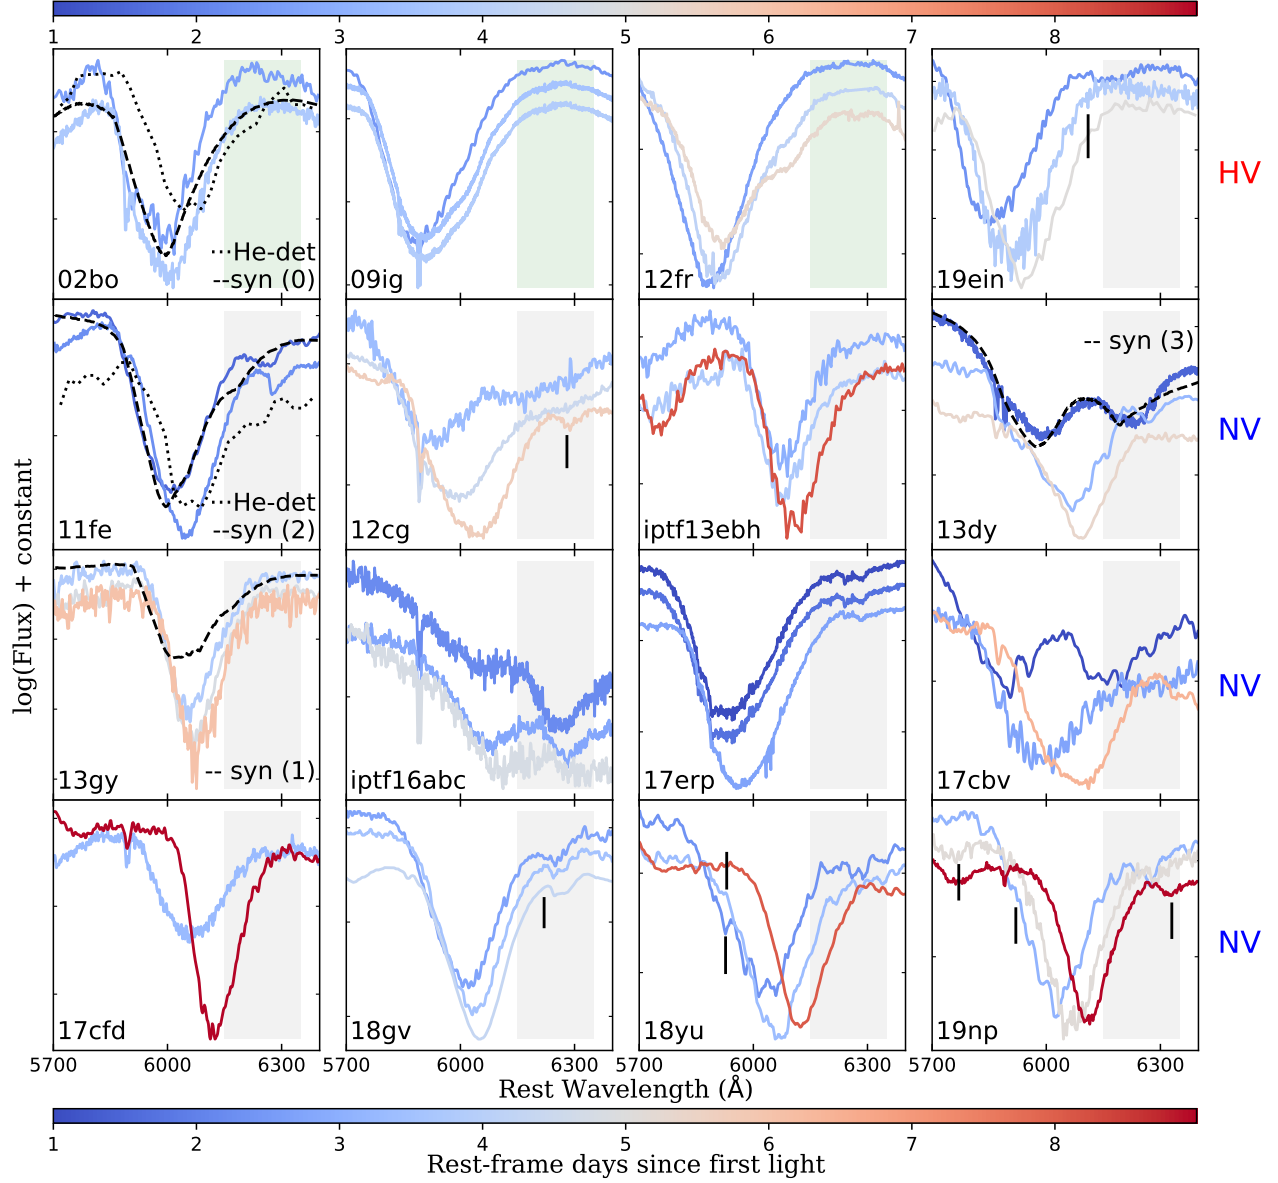 1 2 3 4 5 6 7 8
02bo
···He-det
--syn (0)
09ig
12fr
19ein
HV
11fe
···He-det
--syn (2)
12cg
iptf13ebh
13dy
-- syn (3)
NV
13gy
-- syn (1)
iptf16abc
17erp
17cbv
NV
17cfd
18gv
18yu
19np
NV
log(Flux) + constant
5700 6000 6300 5700 6000 6300 5700 6000 6300 5700 6000 6300
Rest Wavelength (Å)
1 2 3 4 5 6 7 8
Rest-frame days since first light